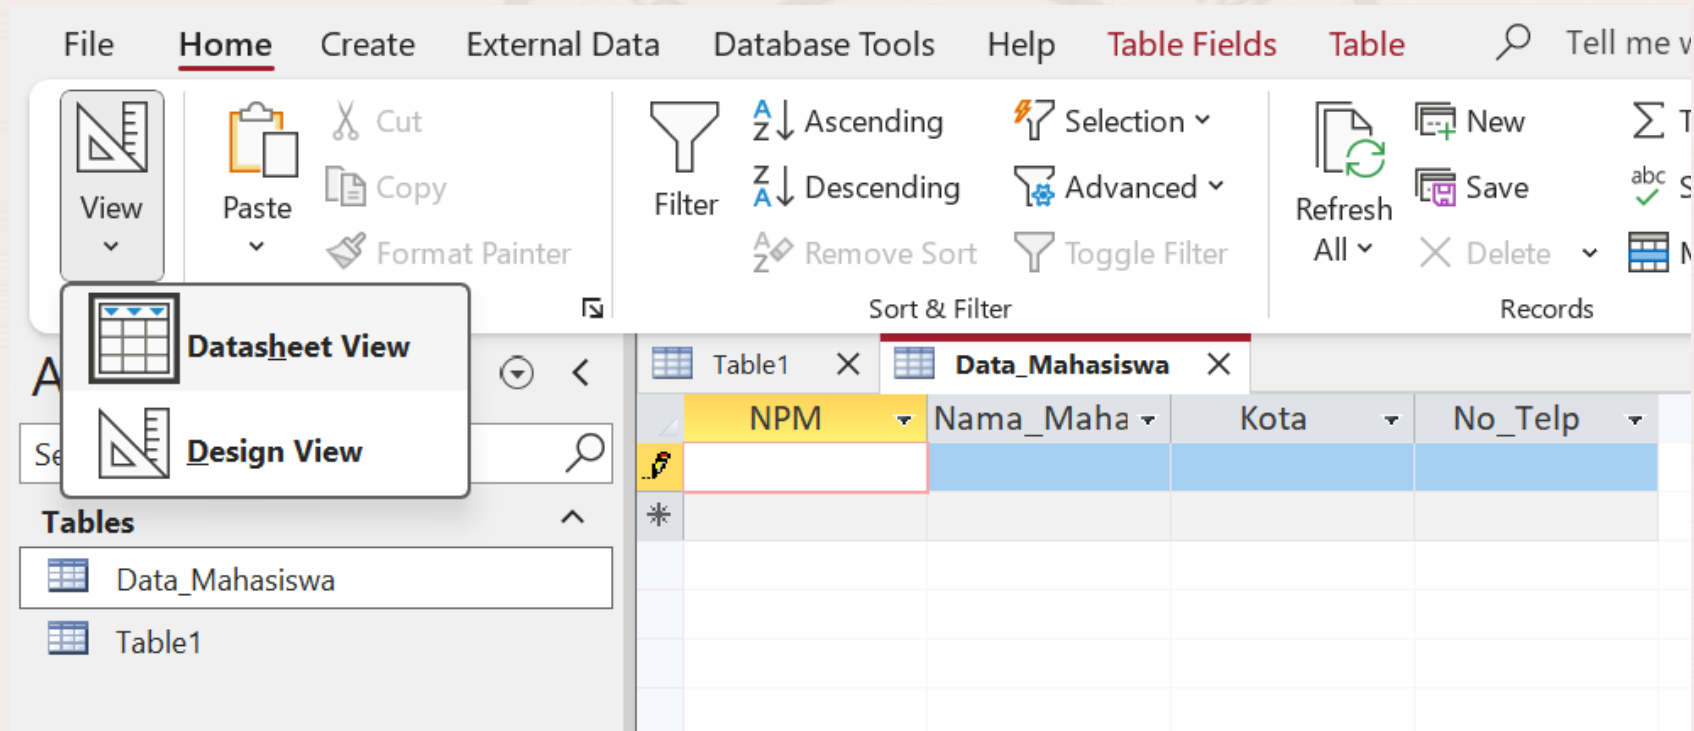 File Home Create External Data Database Tools Help Table Fields Table Tell me
View
Paste
Cut
Copy
Format Painter
Filter
Ascending
Descending
Remove Sort
Selection
Advanced
Toggle Filter
Sort & Filter
Refresh
All
New
Save
Delete
Records
Datasheet View
Design View
Tables
Data_Mahasiswa
Table1
Table1 Data_Mahasiswa
NPM Nama_Maha Kota No_Telp